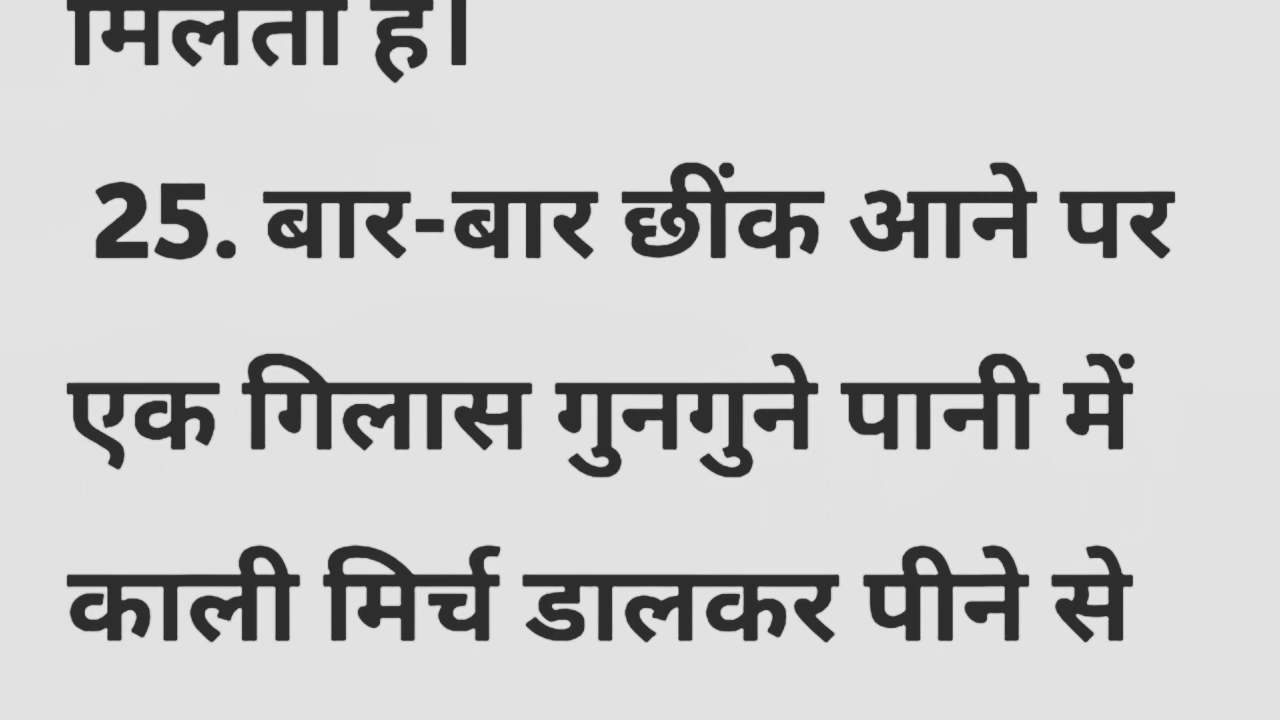 मिलता है।
25. बार-बार छींक आने पर
एक गिलास गुनगुने पानी में
काली मिर्च डालकर पीने से